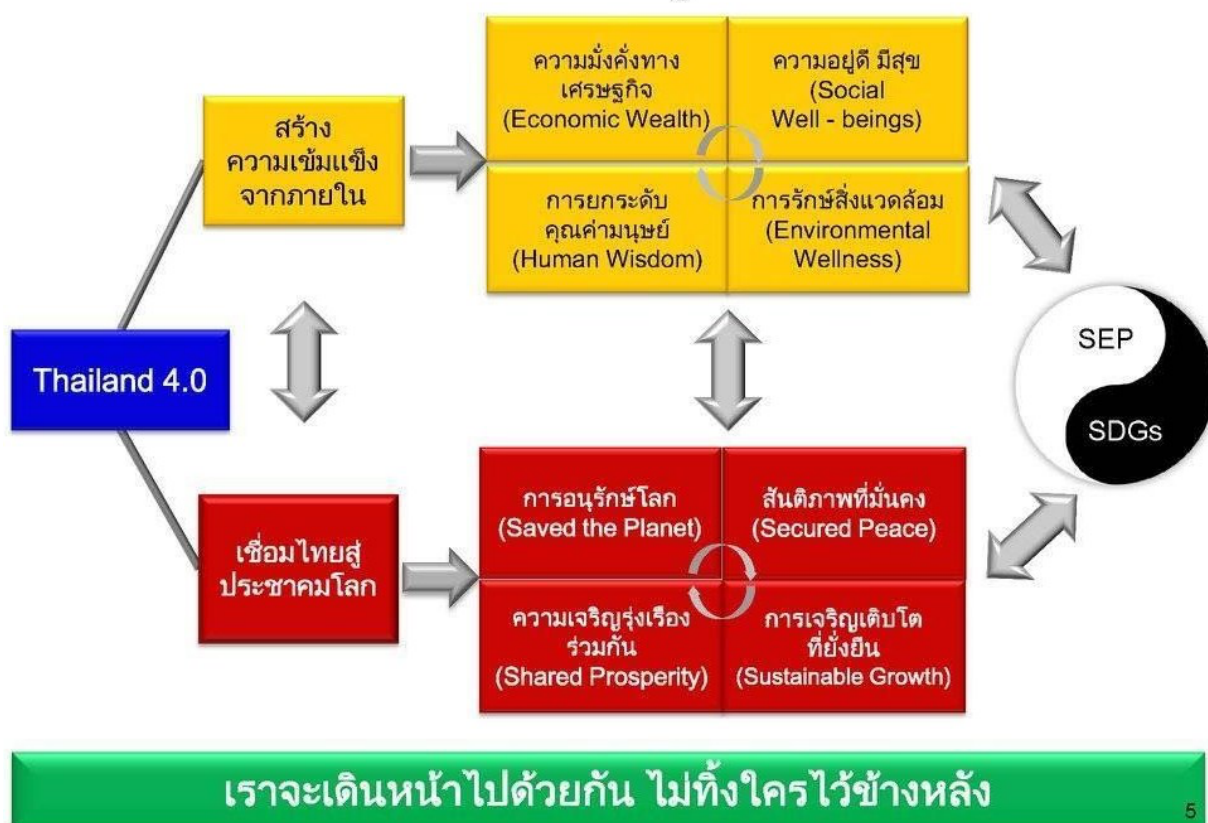 ความมั่งคั่งทาง
เศรษฐกิจ
(Economic Wealth)
ความอยู่ดี มีสุข
(Social
Well - beings)
สร้าง
ความเข้มแข็ง
จากภายใน
การยกระดับ
คุณค่ามนุษย์
(Human Wisdom)
การรักษ์สิ่งแวดล้อม
(Environmental
Wellness)
Thailand 4.0
SEP
SDGs
เชื่อมไทยสู่
ประชาคมโลก
การอนุรักษ์โลก
(Saved the Planet)
สันติภาพที่มั่นคง
(Secured Peace)
ความเจริญรุ่งเรือง
ร่วมกัน
(Shared Prosperity)
การเจริญเติบโต
ที่ยั่งยืน
(Sustainable Growth)
เราจะเดินหน้าไปด้วยกัน ไม่ทิ้งใครไว้ข้างหลัง
5